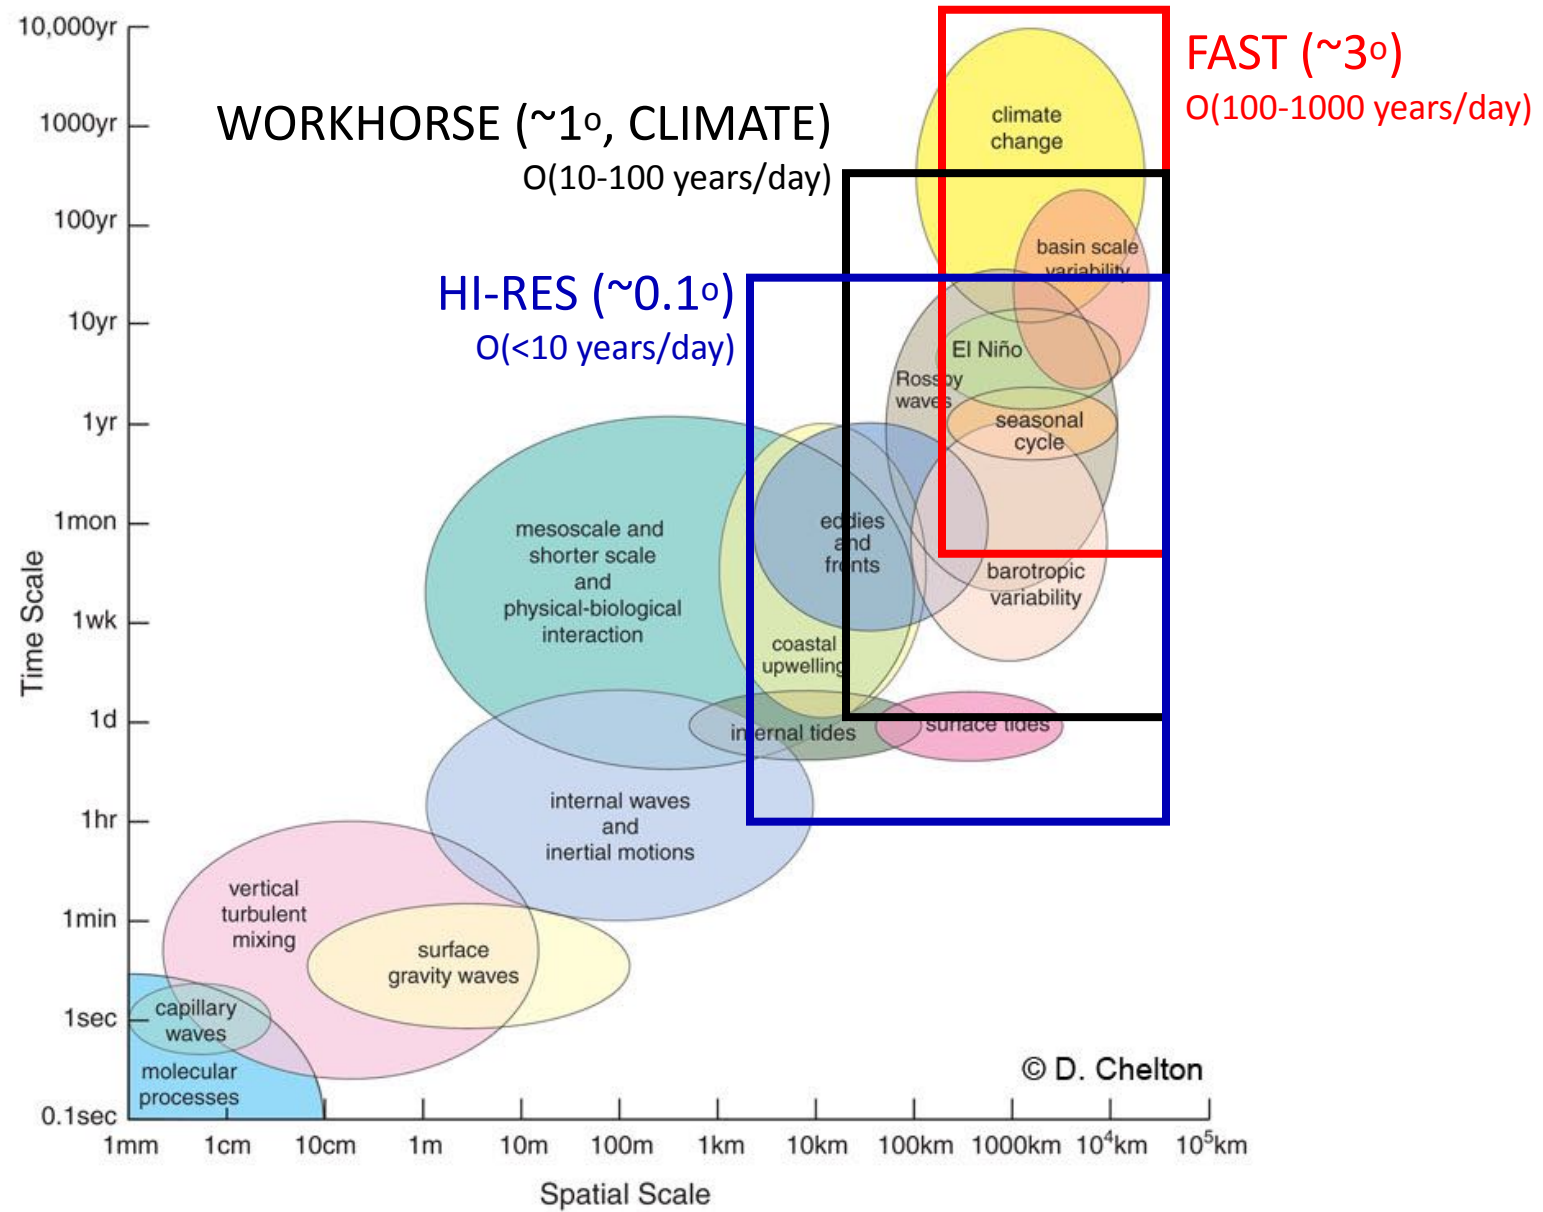 10,000yr
1000yr
100yr
10yr
1yr
1mon
1wk
1d
1hr
1min
1sec
0.1sec
Time Scale
FAST (~3º)
O(100-1000 years/day)
WORKHORSE (~1º, CLIMATE)
O(10-100 years/day)
HI-RES (~0.1º)
O(<10 years/day)
climate
change
basin scale
variability
El Niño
Rossby
waves
seasonal
cycle
mesoscale and
shorter scale
and
physical-biological
interaction
eddies
and
fronts
barotropic
variability
coastal
upwelling
internal tides
surface tides
internal waves
and
inertial motions
vertical
turbulent
mixing
surface
gravity waves
capillary
waves
molecular
processes
© D. Chelton
1mm 1cm 10cm 1m 10m 100m 1km 10km 100km 1000km 10⁴km 10⁵km
Spatial Scale